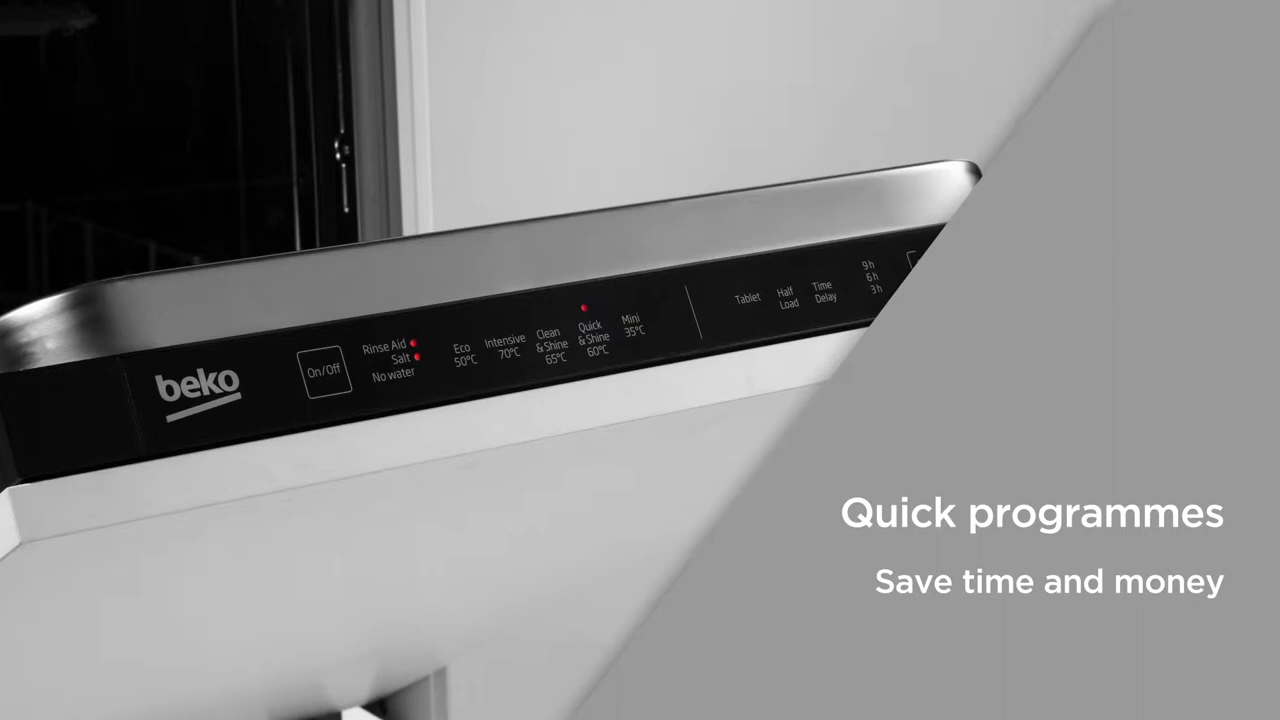 beko
On/Off
Rinse Aid
Salt
No water
Eco
50°C
Intensive
70°C
Clean
&Shine
65°C
Quick
&Shine
60°C
Mini
35°C
Tablet
Half
Load
Time
Delay
9h
6h
3h
Quick programmes
Save time and money